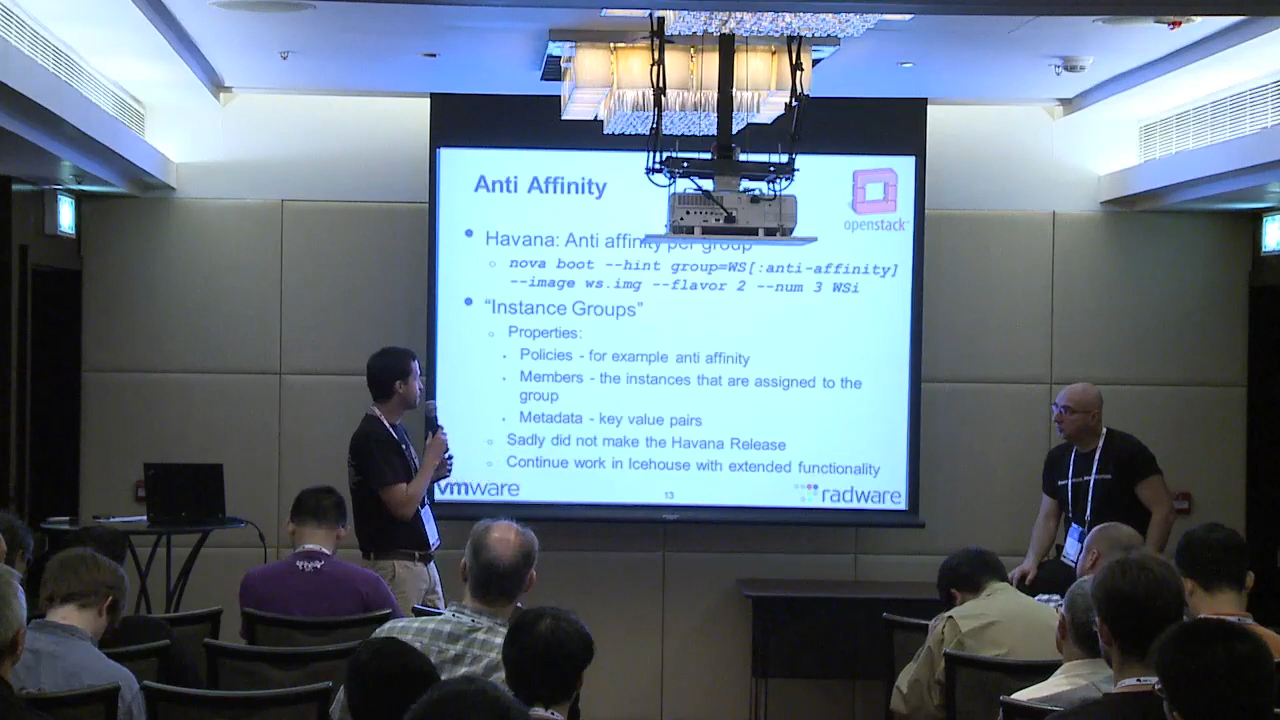 Anti Affinity
openstack
Havana: Anti affinity per group
nova boot --hint group=WS[:anti-affinity]
--image ws.img --flavor 2 --num 3 WSi
“Instance Groups”
Properties:
Policies - for example anti affinity
Members - the instances that are assigned to the
group
Metadata - key value pairs
Sadly did not make the Havana Release
Continue work in Icehouse with extended functionality
vmware
13
radware